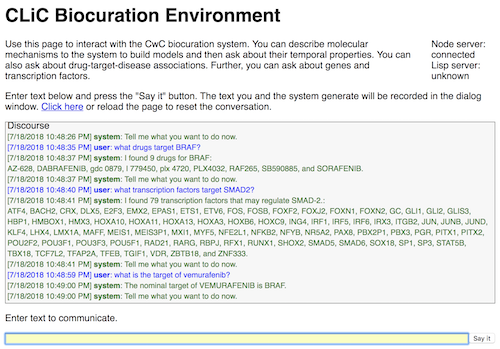 CLiC Biocuration Environment
Use this page to interact with the CwC biocuration system. You can describe molecular
mechanisms to the system to build models and then ask about their temporal properties. You can
also ask about drug-target-disease associations. Further, you can ask about genes and
transcription factors.
Node server:
connected
Lisp server:
unknown
Enter text below and press the "Say it" button. The text you and the system generate will be recorded in the dialog
window. Click here or reload the page to reset the conversation.
Discourse
[7/18/2018 10:48:26 PM] system: Tell me what you want to do now.
[7/18/2018 10:48:35 PM] user: what drugs target BRAF?
[7/18/2018 10:48:37 PM] system: I found 9 drugs for BRAF:
AZ-628, DABRAFENIB, gdc 0879, l 779450, plx 4720, PLX4032, RAF265, SB590885, and SORAFENIB.
[7/18/2018 10:48:37 PM] system: Tell me what you want to do now.
[7/18/2018 10:48:40 PM] user: what transcription factors target SMAD2?
[7/18/2018 10:48:41 PM] system: I found 79 transcription factors that may regulate SMAD-2.:
ATF4, BACH2, CRX, DLX5, E2F3, EMX2, EPAS1, ETS1, ETV6, FOS, FOSB, FOXF2, FOXJ2, FOXN1, FOXN2, GC, GLI1, GLI2, GLIS3,
HBP1, HMBOX1, HMX3, HOXA10, HOXA11, HOXA13, HOXA3, HOXB6, HOXC9, ING4, IRF1, IRF5, IRF6, IRX3, ITGB2, JUN, JUNB, JUND,
KLF4, LHX4, LMX1A, MAFF, MEIS1, MEIS3P1, MXI1, MYF5, NFE2L1, NFKB2, NFYB, NR5A2, PAX8, PBX2P1, PBX3, PGR, PITX1, PITX2,
POU2F2, POU3F1, POU3F3, POU5F1, RAD21, RARG, RBPJ, RFX1, RUNX1, SHOX2, SMAD5, SMAD6, SOX18, SP1, SP3, STAT5B,
TBX18, TCF7L2, TFAP2A, TFEB, TGIF1, VDR, ZBTB18, and ZNF333.
[7/18/2018 10:48:41 PM] system: Tell me what you want to do now.
[7/18/2018 10:48:59 PM] user: what is the target of vemurafenib?
[7/18/2018 10:49:00 PM] system: The nominal target of VEMURAFENIB is BRAF.
[7/18/2018 10:49:00 PM] system: Tell me what you want to do now.
Enter text to communicate.
Say it